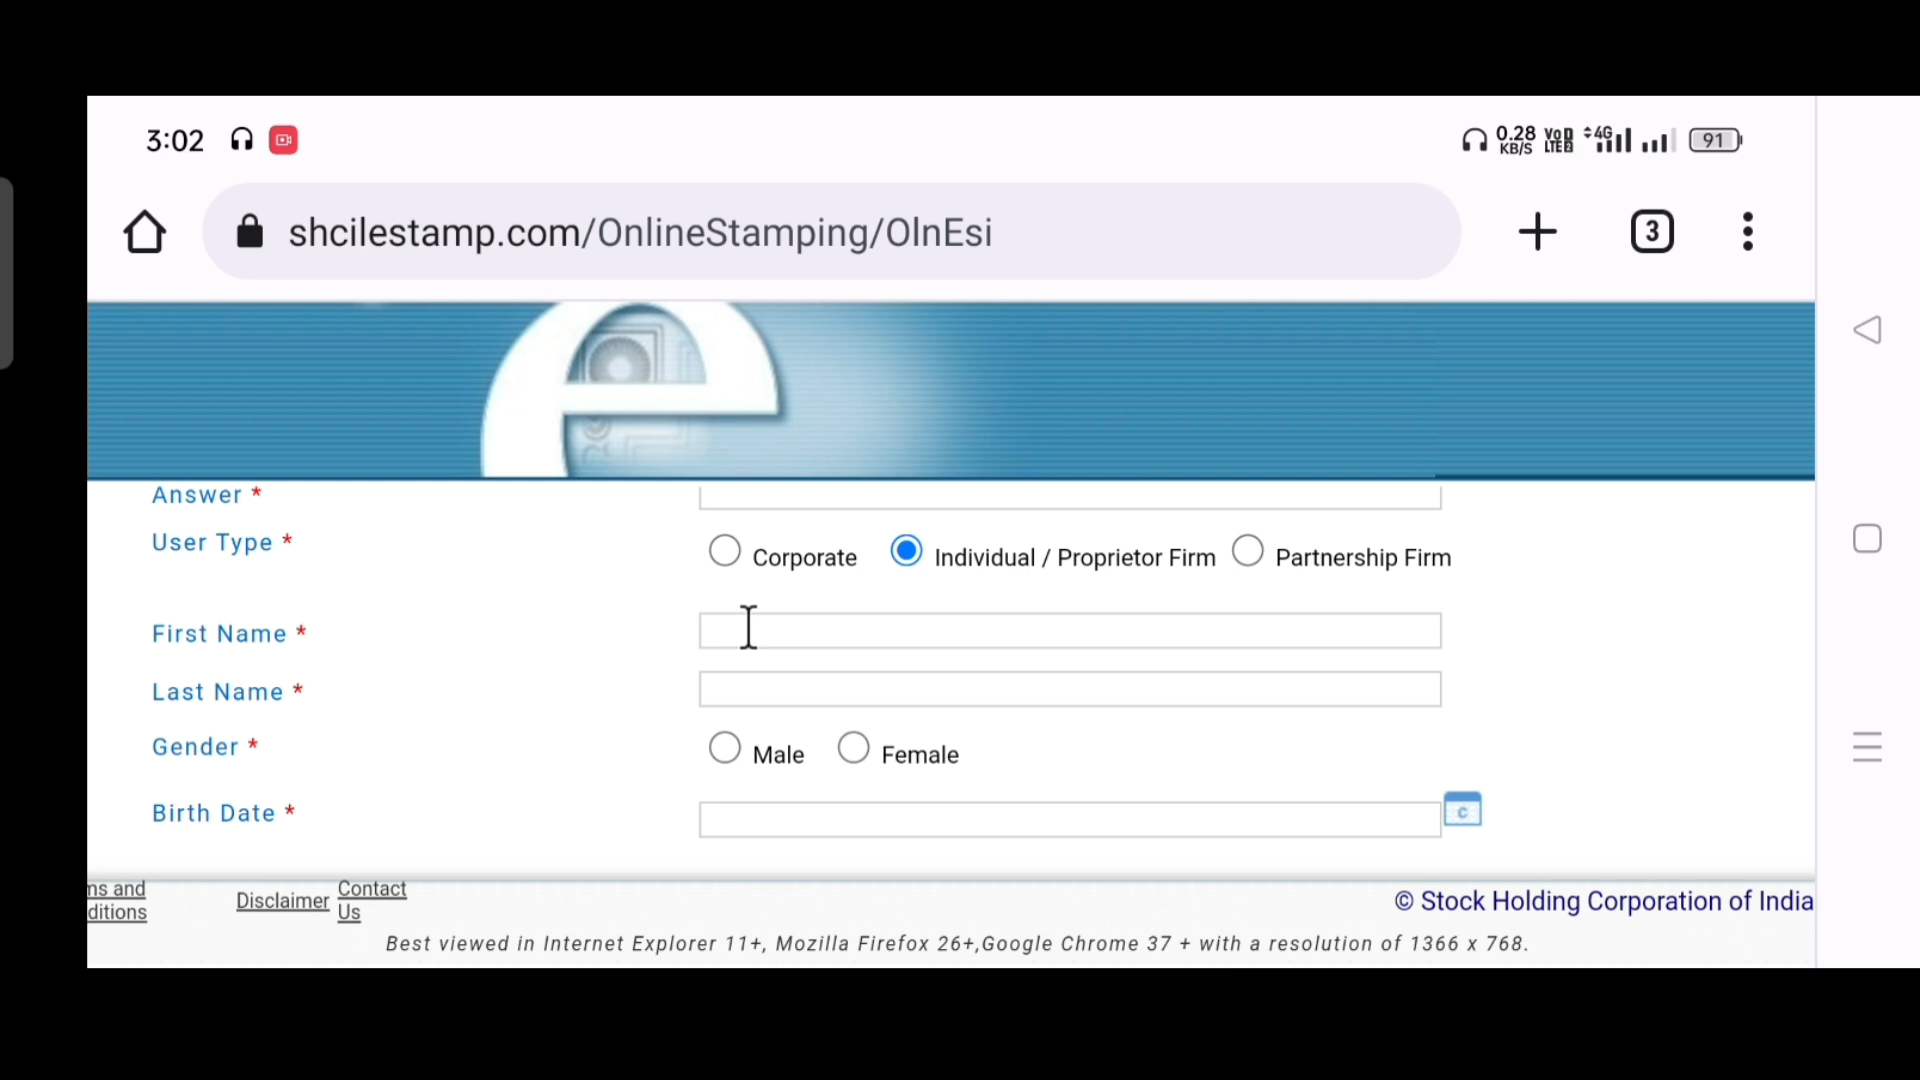 3:02
0.28 KB/S VoD LTE2 4G 91
shcilestamp.com/OnlineStamping/OlnEsi
3
Answer *
User Type *
Corporate Individual / Proprietor Firm Partnership Firm
First Name *
Last Name *
Gender *
Male Female
Birth Date *
c
ms and
ditions
Disclaimer
Contact
Us
© Stock Holding Corporation of India
Best viewed in Internet Explorer 11+, Mozilla Firefox 26+,Google Chrome 37 + with a resolution of 1366 x 768.